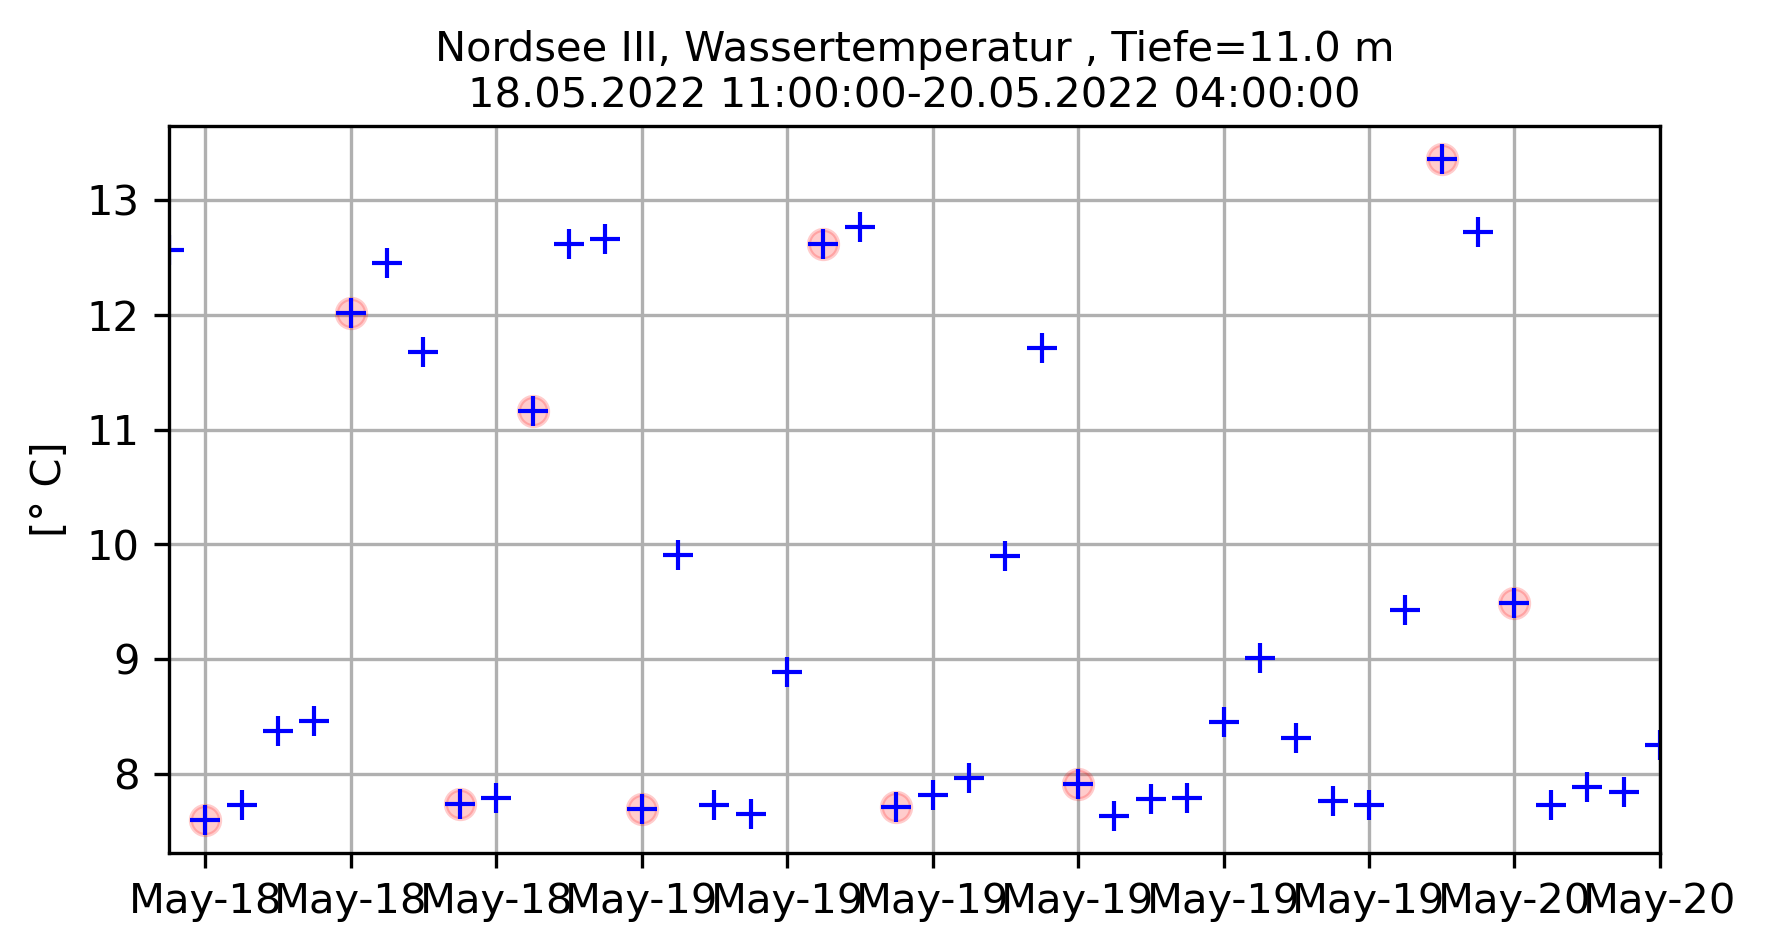 Nordsee III, Wassertemperatur , Tiefe=11.0 m
18.05.2022 11:00:00-20.05.2022 04:00:00
13
12
11
10
9
8
[° C]
May-18 May-18 May-18 May-19 May-19 May-19 May-19 May-19 May-19 May-20 May-20